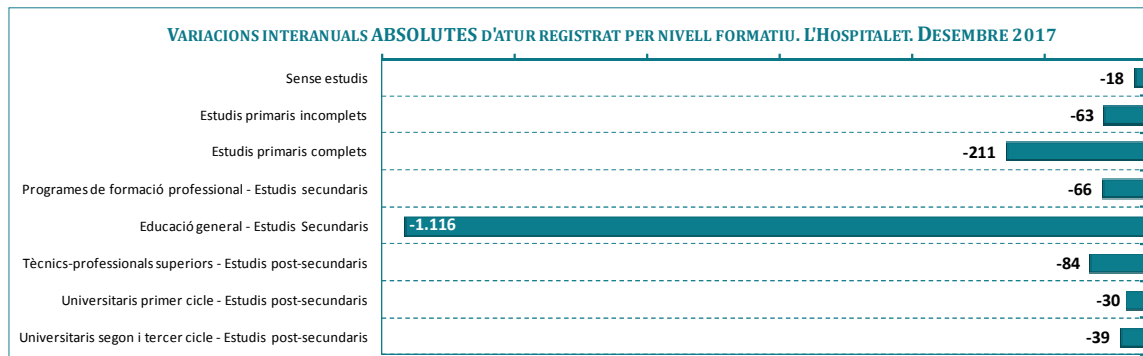 VARIACIONS INTERANUALS ABSOLUTES D'ATUR REGISTRAT PER NIVELL FORMATIU. L'HOSPITALET. DESEMBRE 2017
Sense estudis -18
Estudis primaris incomplets -63
Estudis primaris complets -211
Programes de formació professional - Estudis secundaris -66
Educació general - Estudis Secundaris -1.116
Tècnics-professionals superiors - Estudis post-secundaris -84
Universitaris primer cicle - Estudis post-secundaris -30
Universitaris segon i tercer cicle - Estudis post-secundaris -39